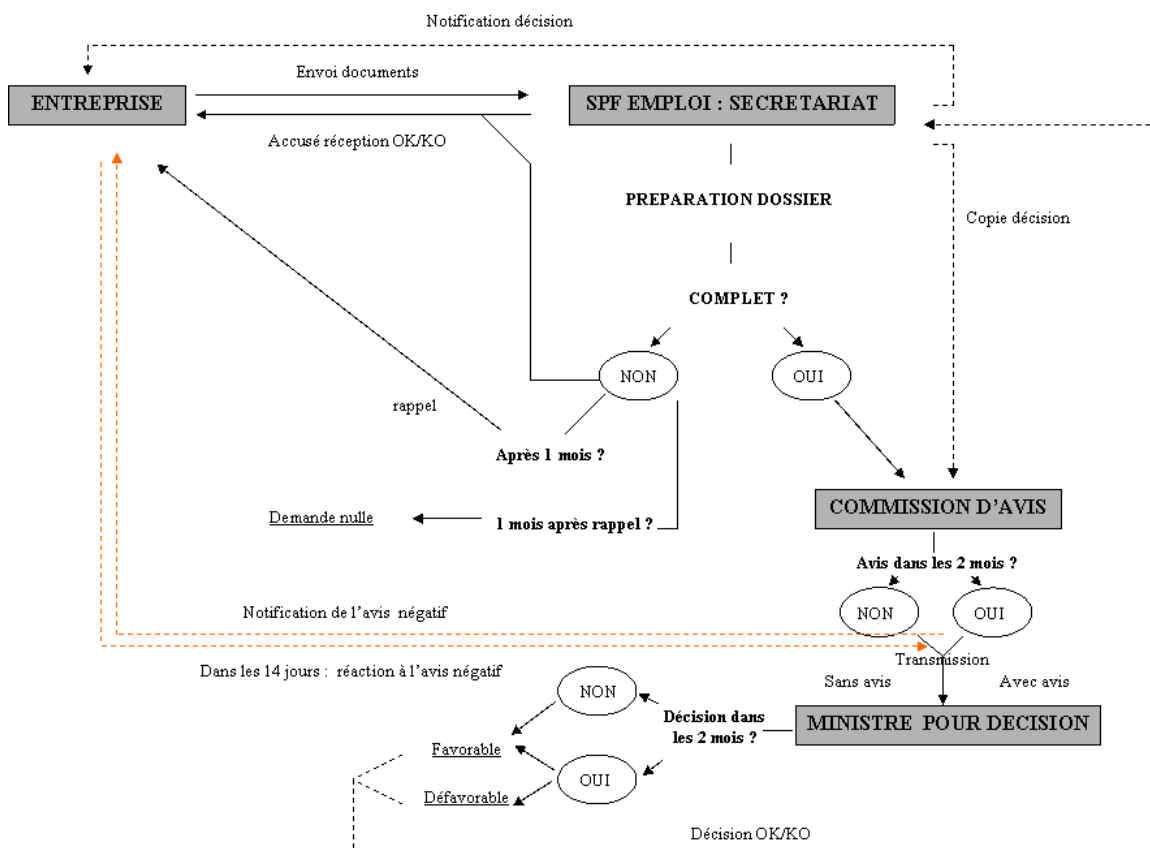 Notification décision
Envoi documents
ENTREPRISE
SPF EMPLOI : SECRETARIAT
Accusé réception OK/KO
PREPARATION DOSSIER
Copie décision
COMPLET ?
NON
OUI
rappel
Après 1 mois ?
Demande nulle
1 mois après rappel ?
COMMISSION D'AVIS
Avis dans les 2 mois ?
NON
OUI
Notification de l'avis négatif
Transmission
Dans les 14 jours : réaction à l'avis négatif
Sans avis
Avec avis
NON
Décision dans
les 2 mois ?
MINISTRE POUR DECISION
Favorable
OUI
Défavorable
Décision OK/KO